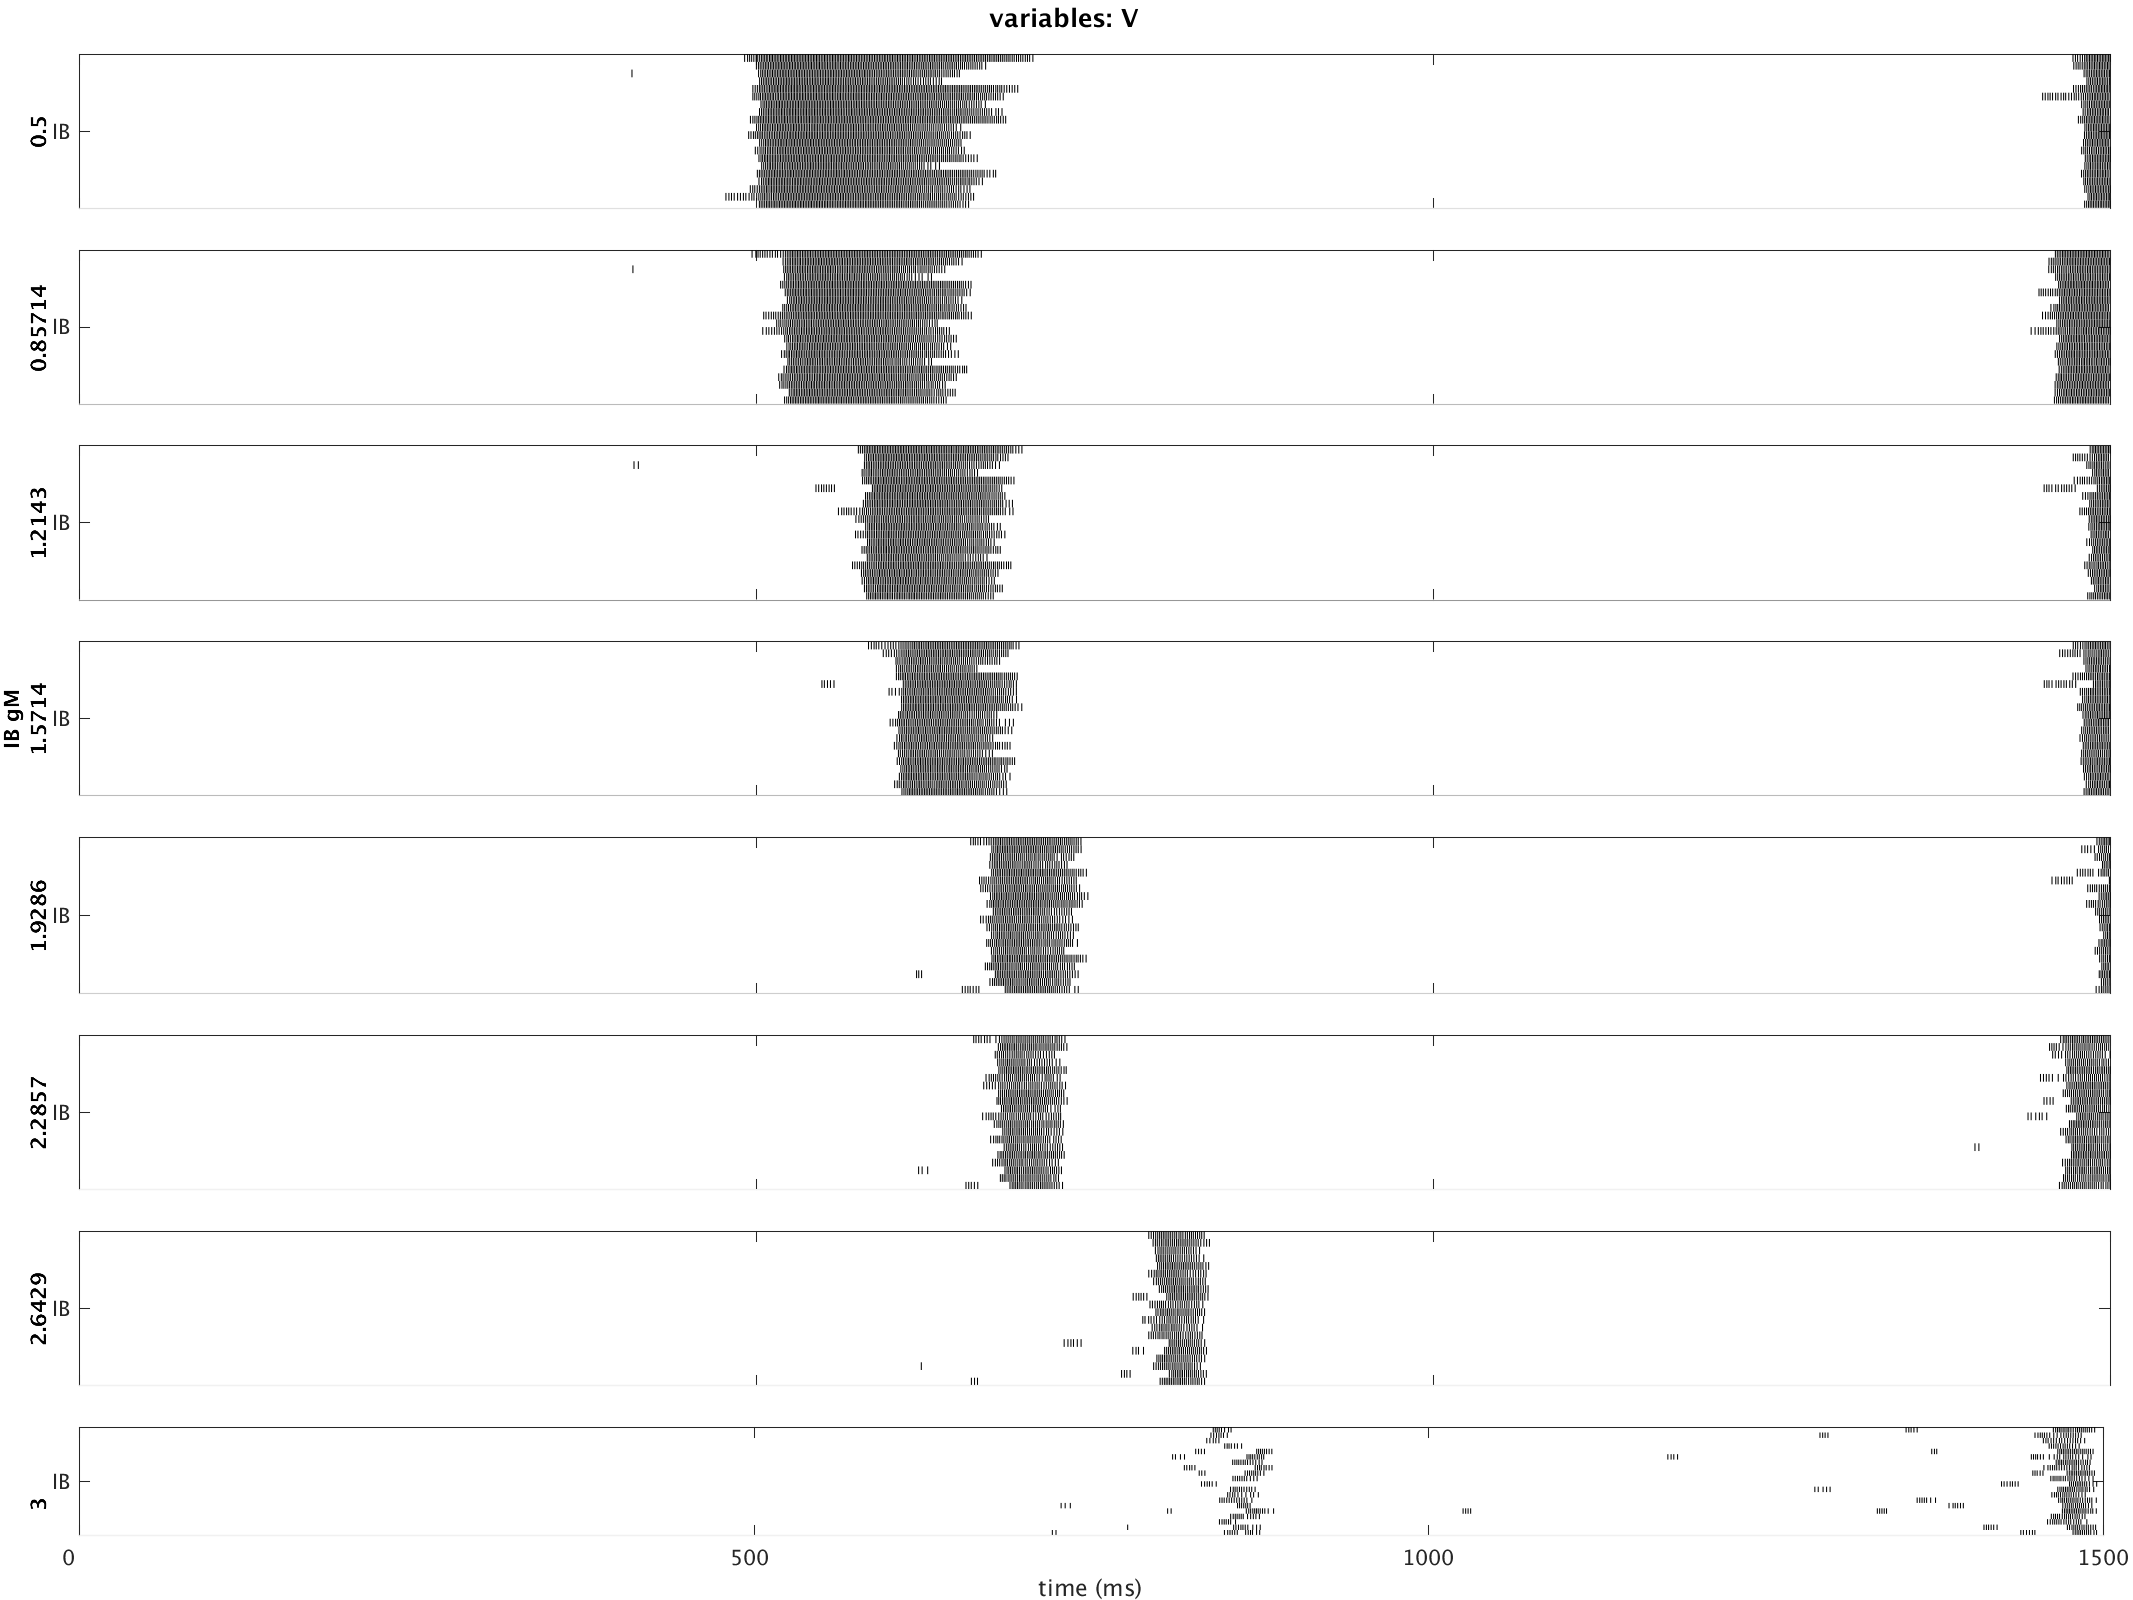 variables: V
0.5
IB
0.85714
IB
1.2143
IB
IB gM
1.5714
IB
1.9286
IB
2.2857
IB
2.6429
IB
3
IB
0 500 1000 1500
time (ms)